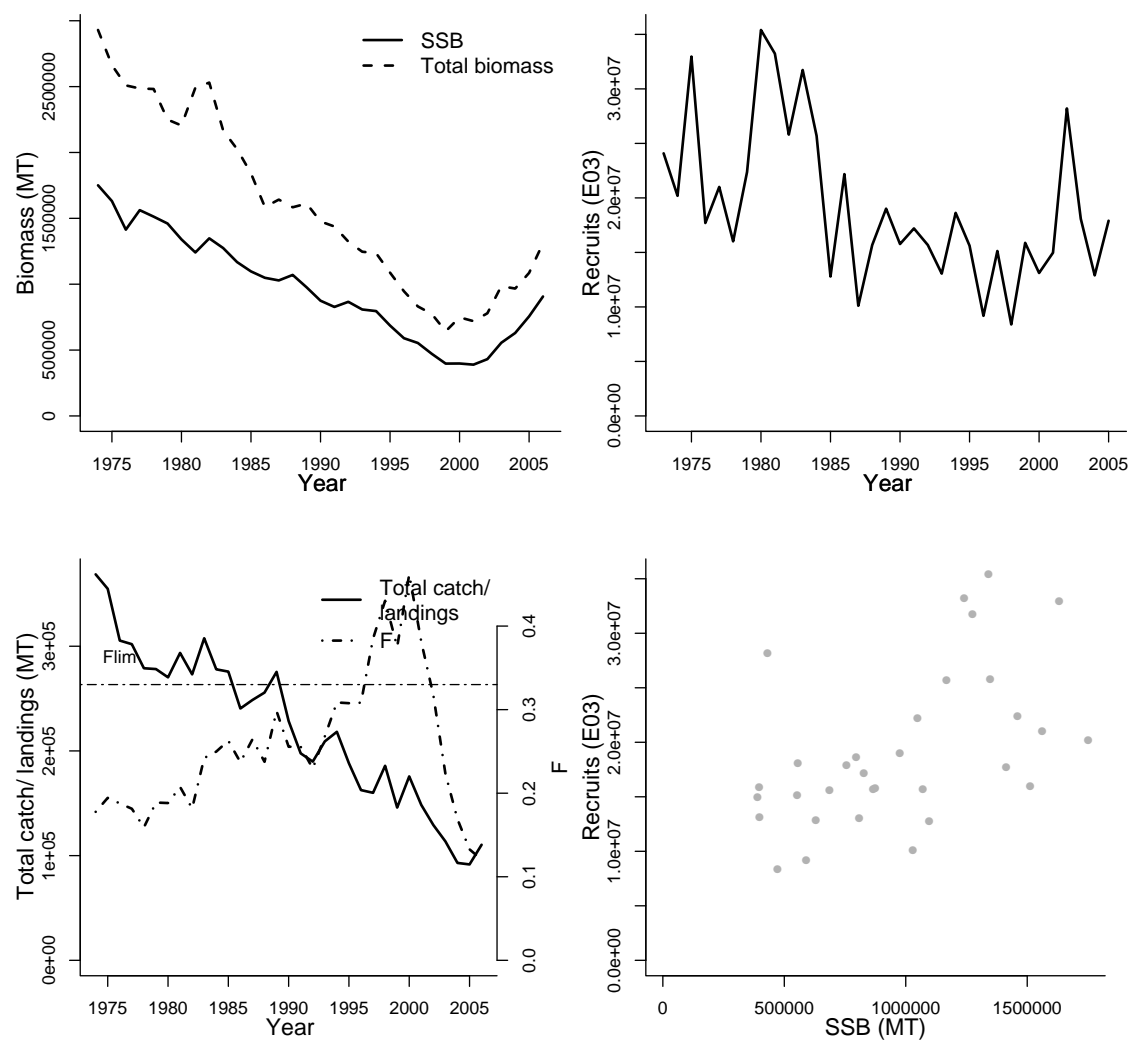 SSB
Total biomass
Biomass (MT)
0
500000
1500000
2500000
1975 1980 1985 1990 1995 2000 2005
Year
Recruits (E03)
0.0e+00
1.0e+07
2.0e+07
3.0e+07
1975 1980 1985 1990 1995 2000 2005
Year
Total catch/
landings
F
Flim
Total catch/ landings (MT)
0e+00
1e+05
2e+05
3e+05
F
0.0
0.1
0.2
0.3
0.4
1975 1980 1985 1990 1995 2000 2005
Year
Recruits (E03)
0.0e+00
1.0e+07
2.0e+07
3.0e+07
0 500000 1000000 1500000
SSB (MT)